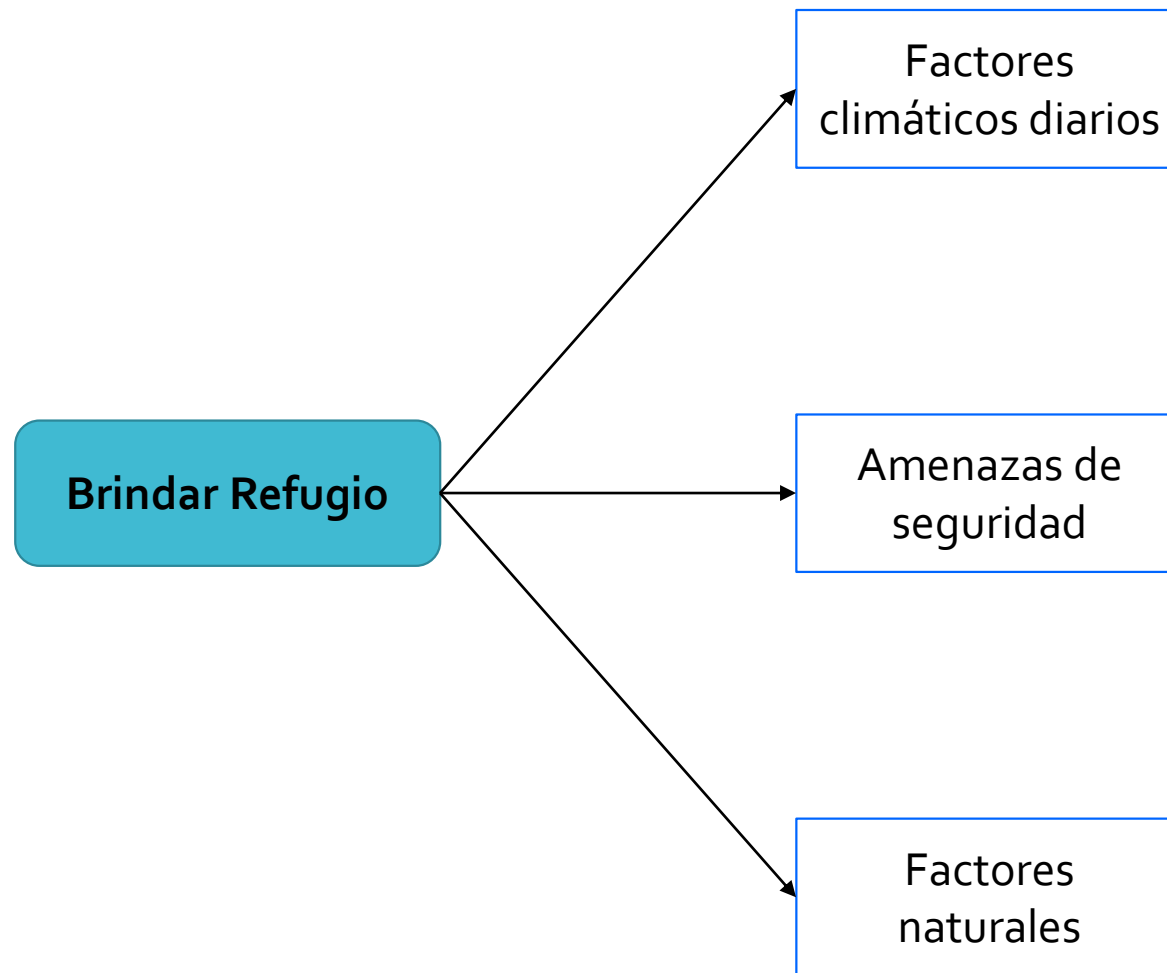 Factores
climáticos diarios
Brindar Refugio
Amenazas de
seguridad
Factores
naturales